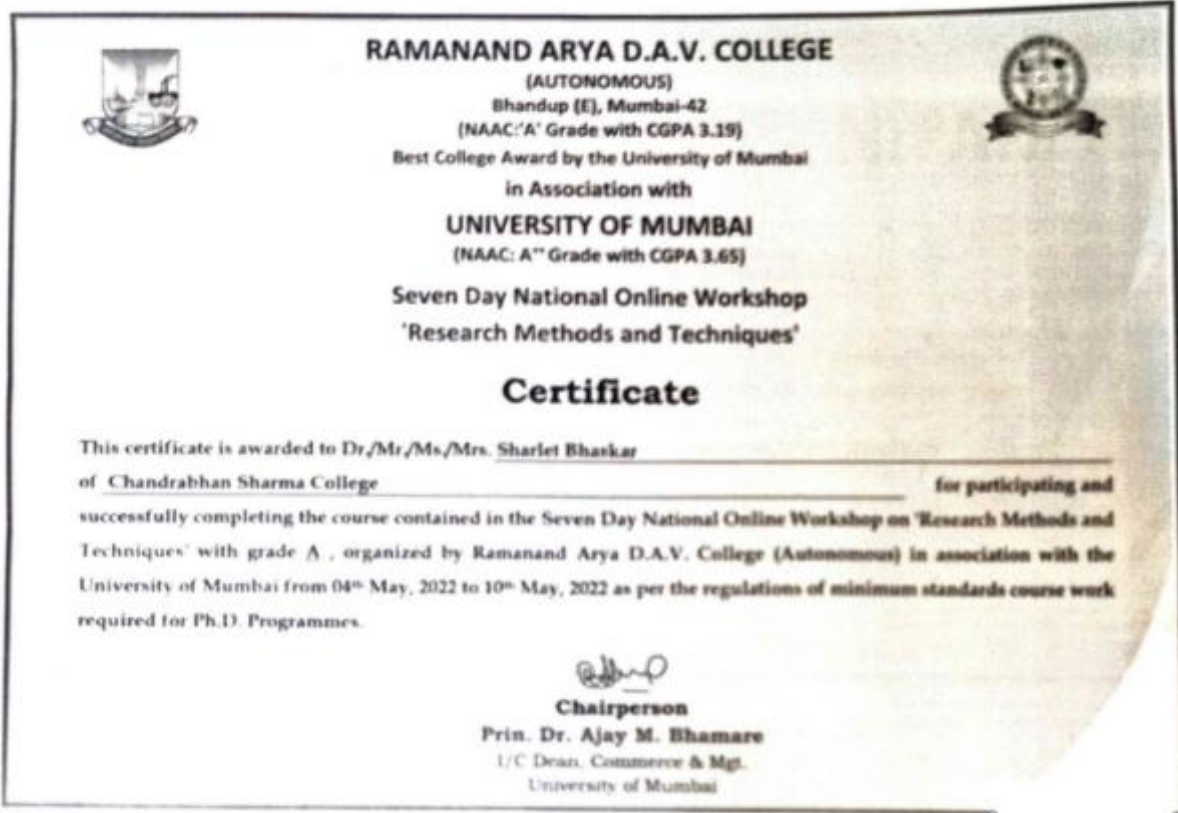 RAMANAND ARYA D.A.V. COLLEGE
(AUTONOMOUS)
Bhandup (E), Mumbai-42
(NAAC:'A' Grade with CGPA 3.19)
Best College Award by the University of Mumbai
in Association with
UNIVERSITY OF MUMBAI
(NAAC: A++ Grade with CGPA 3.65)
Seven Day National Online Workshop
'Research Methods and Techniques'
Certificate
This certificate is awarded to Dr./Mr./Ms./Mrs. Sharlet Bhaskar
of Chandrabhan Sharma College for participating and
successfully completing the course contained in the Seven Day National Online Workshop on 'Research Methods and
Techniques' with grade A , organized by Ramanand Arya D.A.V. College (Autonomous) in association with the
University of Mumbai from 04th May, 2022 to 10th May, 2022 as per the regulations of minimum standards course work
required for Ph.D. Programmes.
Chairperson
Prin. Dr. Ajay M. Bhamare
I/C Dean, Commerce & Mgt.
University of Mumbai